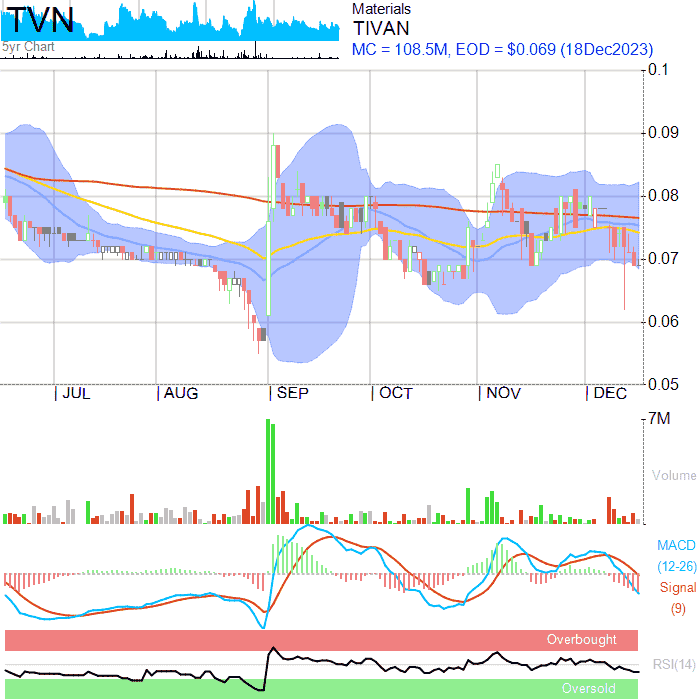 TVN
5yr Chart
Materials
TIVAN
MC = 108.5M, EOD = $0.069 (18Dec2023)
0.1
0.09
0.08
0.07
0.06
0.05
JUL AUG SEP OCT NOV DEC
7M
Volume
MACD
(12-26)
Signal
(9)
Overbought
RSI(14)
Oversold